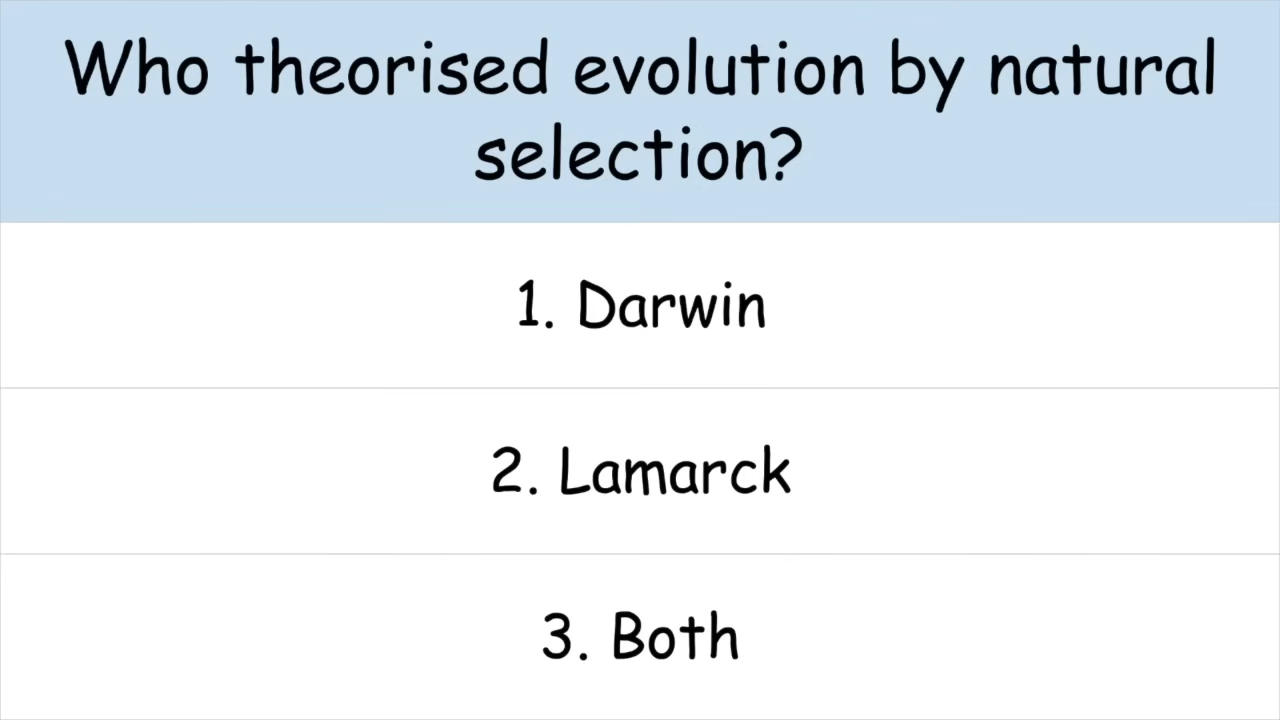 Who theorised evolution by natural
selection?
1. Darwin
2. Lamarck
3. Both